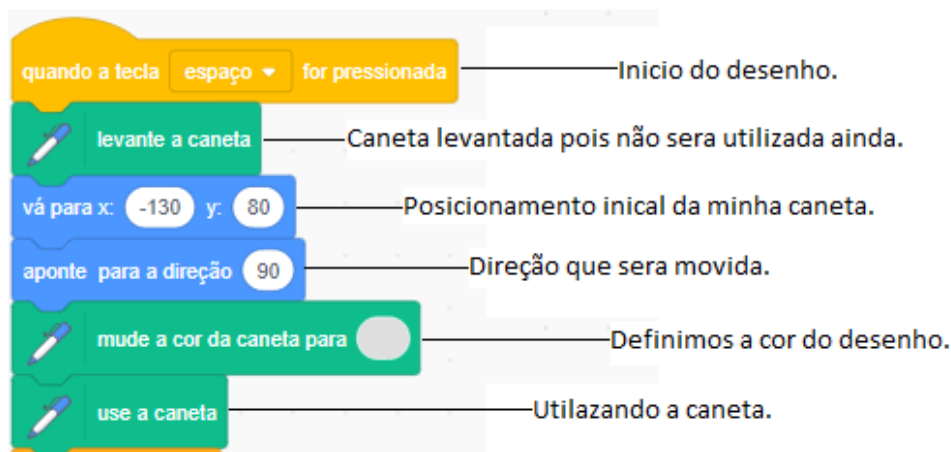 quando a tecla espaço for pressionada Inicio do desenho.
levante a caneta Caneta levantada pois não sera utilizada ainda.
vá para x: -130 y: 80 Posicionamento inical da minha caneta.
aponte para a direção 90 Direção que sera movida.
mude a cor da caneta para Definimos a cor do desenho.
use a caneta Utilazando a caneta.